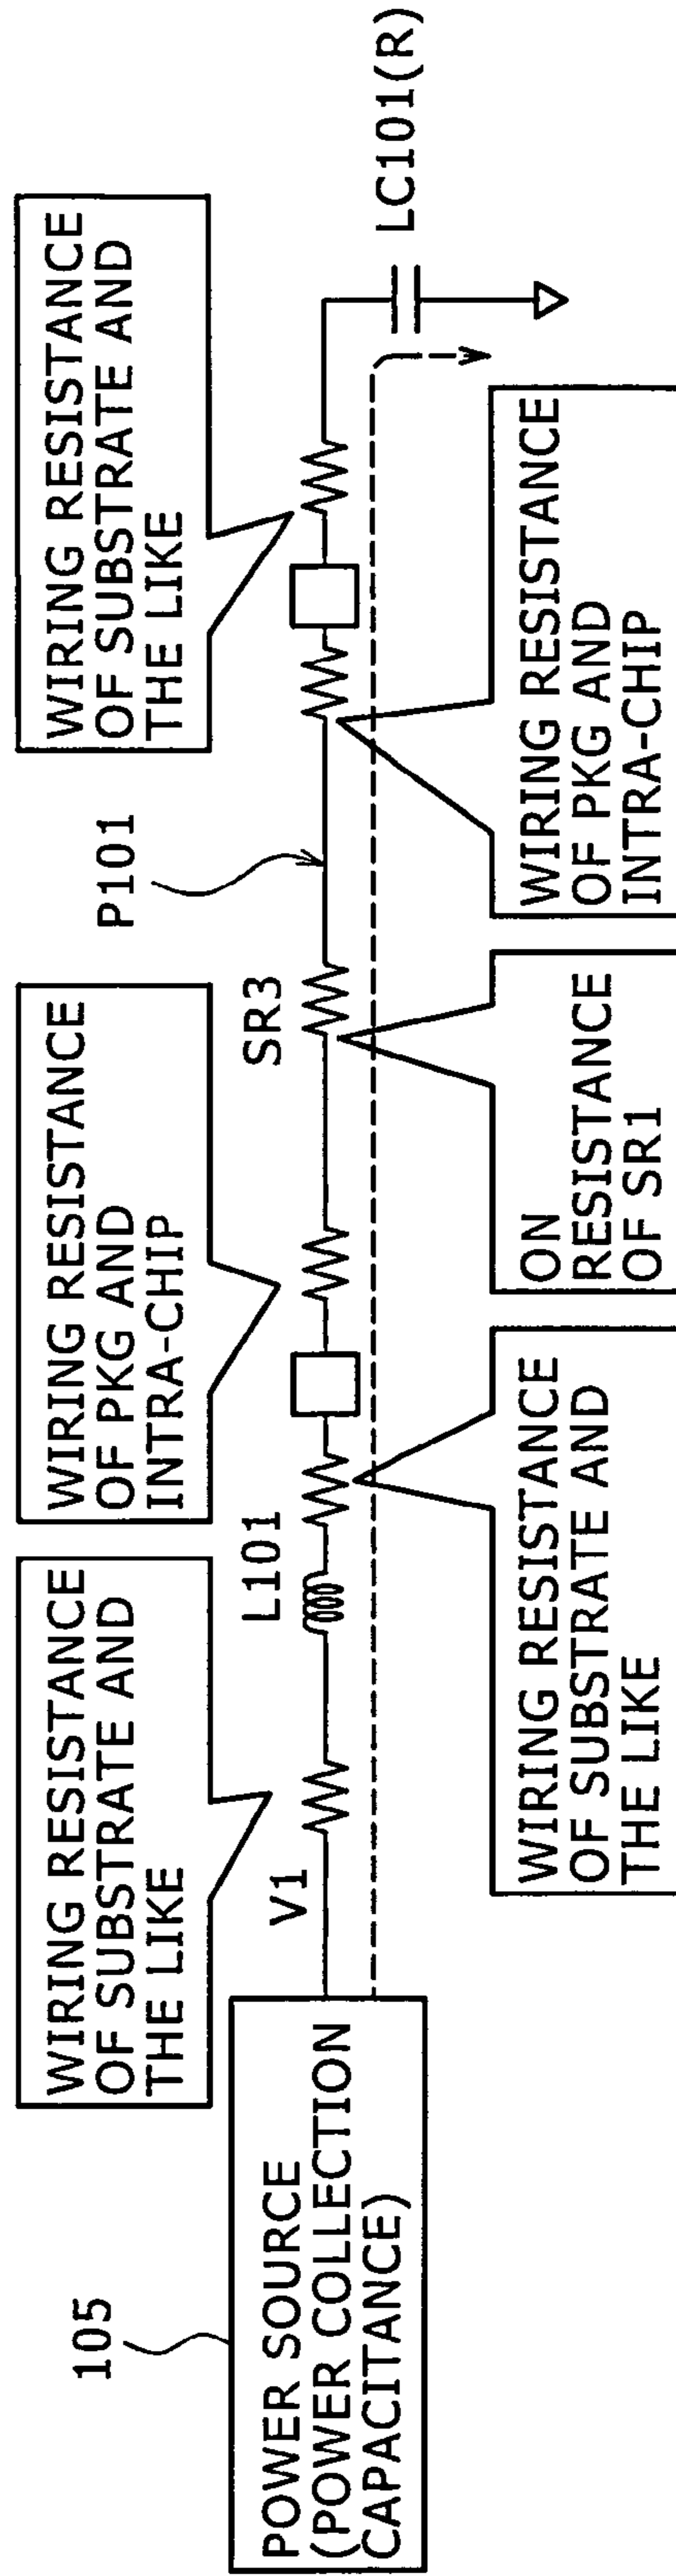 105
POWER SOURCE
(POWER COLLECTION
CAPACITANCE)
V1
WIRING RESISTANCE
OF SUBSTRATE AND
THE LIKE
L101
WIRING RESISTANCE
OF SUBSTRATE AND
THE LIKE
WIRING RESISTANCE
OF PKG AND
INTRA-CHIP
SR3
ON
RESISTANCE
OF SR1
P101
WIRING RESISTANCE
OF PKG AND
INTRA-CHIP
WIRING RESISTANCE
OF SUBSTRATE AND
THE LIKE
LC101(R)